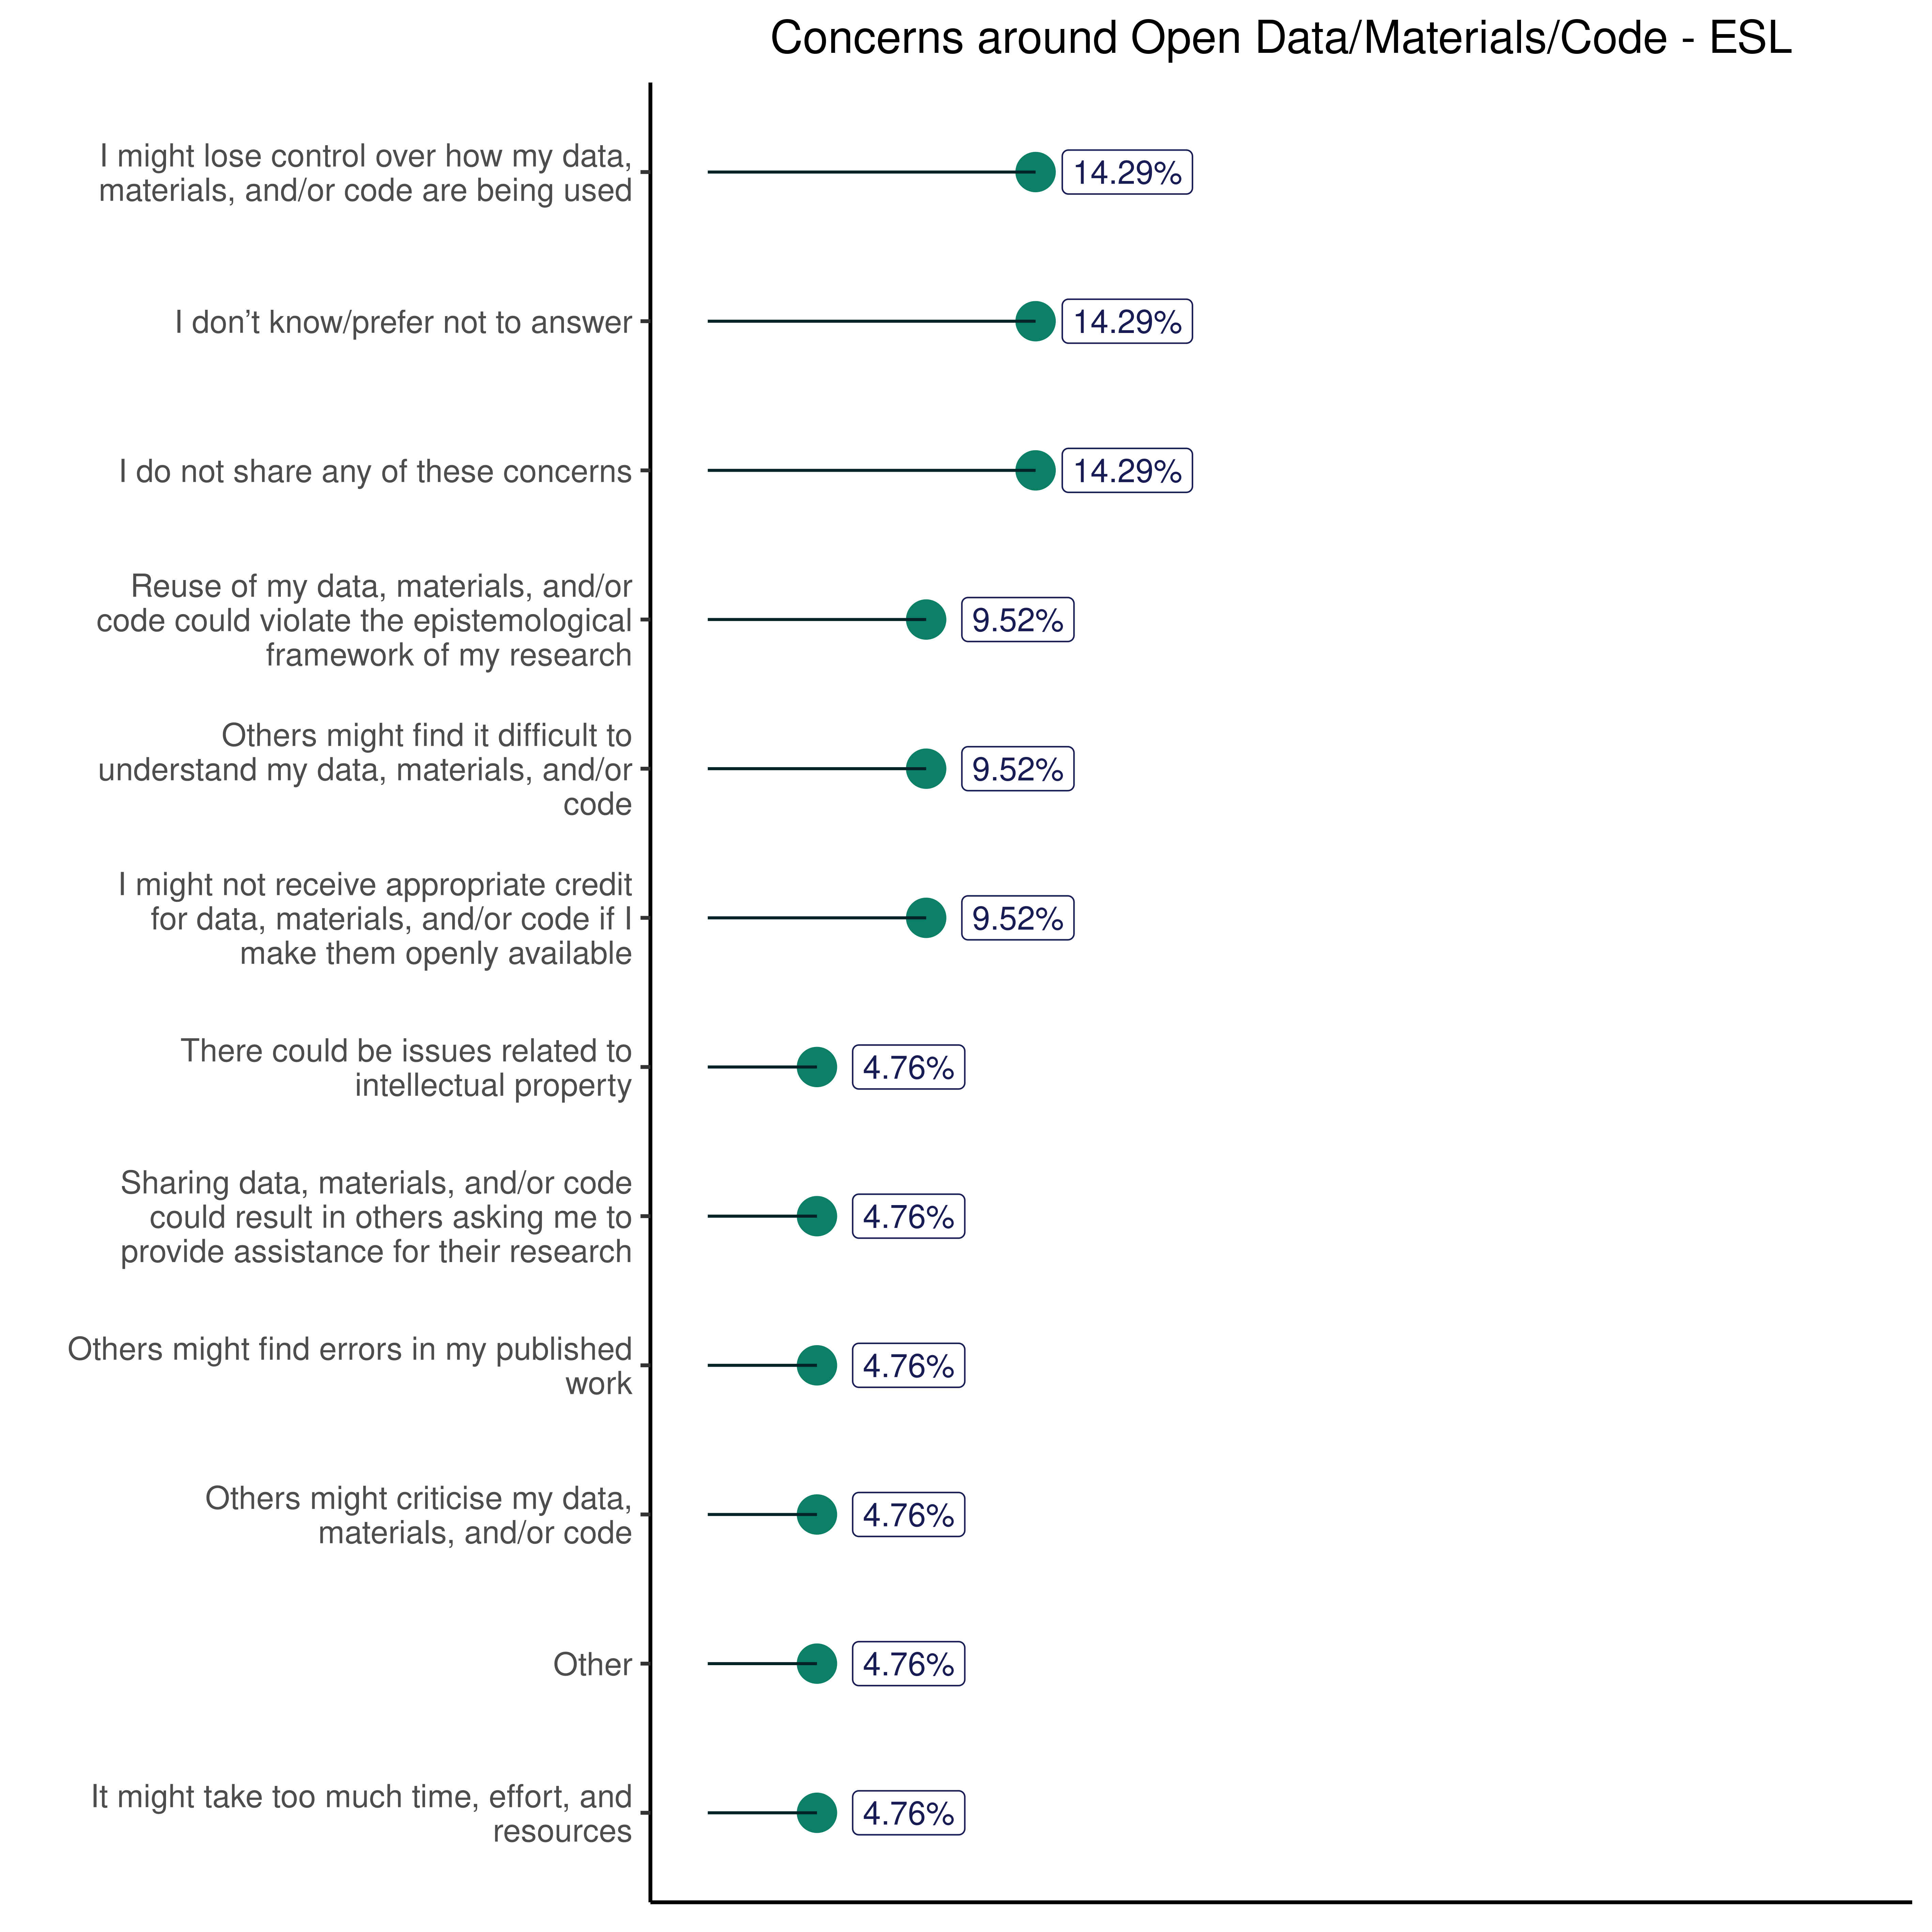 Concerns around Open Data/Materials/Code - ESL
I might lose control over how my data,
materials, and/or code are being used
14.29%
I don’t know/prefer not to answer
14.29%
I do not share any of these concerns
14.29%
Reuse of my data, materials, and/or
code could violate the epistemological
framework of my research
9.52%
Others might find it difficult to
understand my data, materials, and/or
code
9.52%
I might not receive appropriate credit
for data, materials, and/or code if I
make them openly available
9.52%
There could be issues related to
intellectual property
4.76%
Sharing data, materials, and/or code
could result in others asking me to
provide assistance for their research
4.76%
Others might find errors in my published
work
4.76%
Others might criticise my data,
materials, and/or code
4.76%
Other
4.76%
It might take too much time, effort, and
resources
4.76%